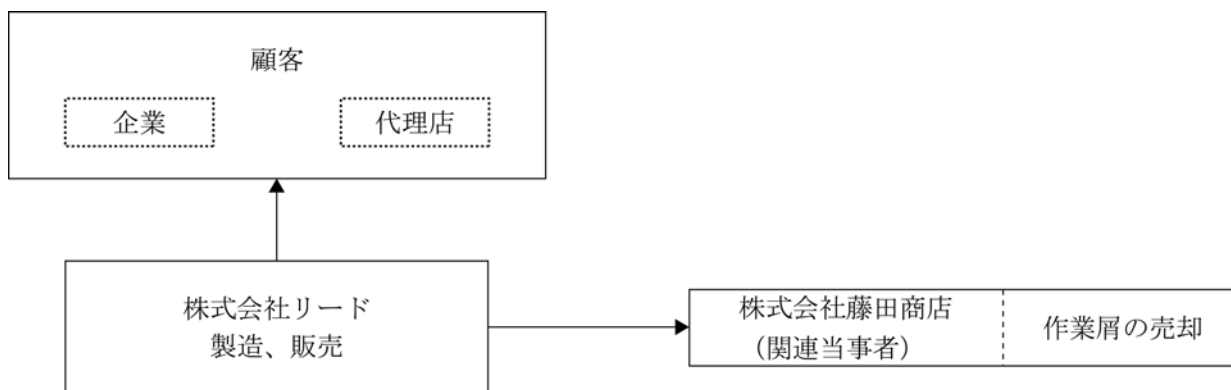 顧客
企業
代理店
株式会社リード
製造、販売
株式会社藤田商店
（関連当事者）
作業屑の売却